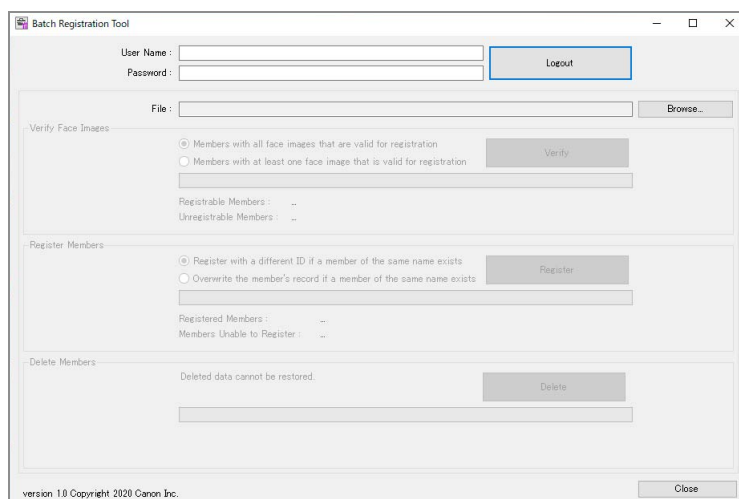 Batch Registration Tool
User Name :
Logout
Password :
File :
Browse...
Verify Face Images
Members with all face images that are valid for registration
Verify
Members with at least one face image that is valid for registration
Registrable Members : ...
Unregistrable Members : ...
Register Members
Register with a different ID if a member of the same name exists
Register
Overwrite the member's record if a member of the same name exists
Registered Members : ...
Members Unable to Register : ...
Delete Members
Deleted data cannot be restored.
Delete
Close
version 1.0 Copyright 2020 Canon Inc.